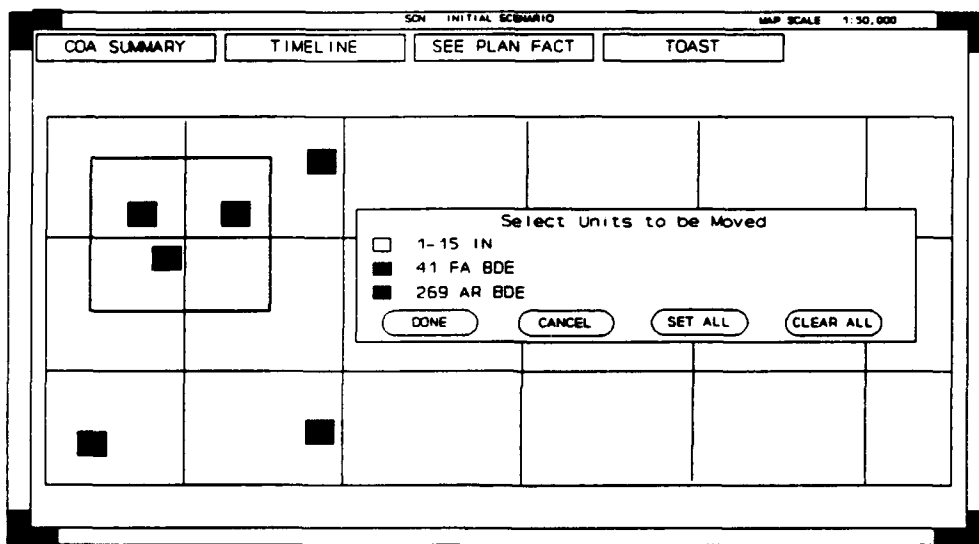 SCN INITIAL SCENARIO MAP SCALE 1:50,000
COA SUMMARY TIMELINE SEE PLAN FACT TOAST
Select Units to be Moved
1-15 IN
41 FA BDE
269 AR BDE
DONE CANCEL SET ALL CLEAR ALL